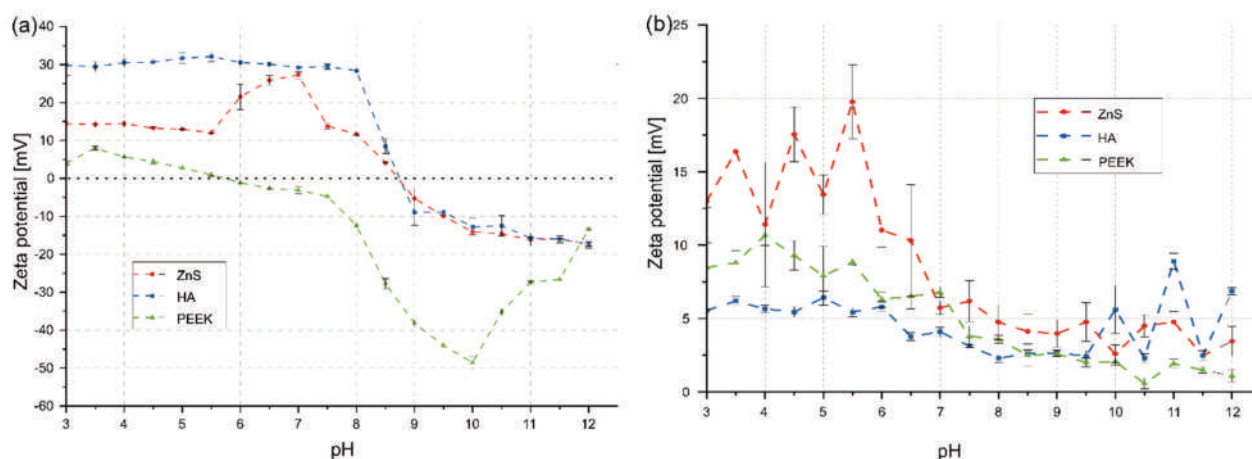 (a)
40
30
20
10
0
-10
-20
-30
-40
-50
-60
Zeta potential [mV]
ZnS
HA
PEEK
3 4 5 6 7 8 9 10 11 12
pH
(b)
25
20
15
10
5
0
Zeta potential [mV]
ZnS
HA
PEEK
3 4 5 6 7 8 9 10 11 12
pH